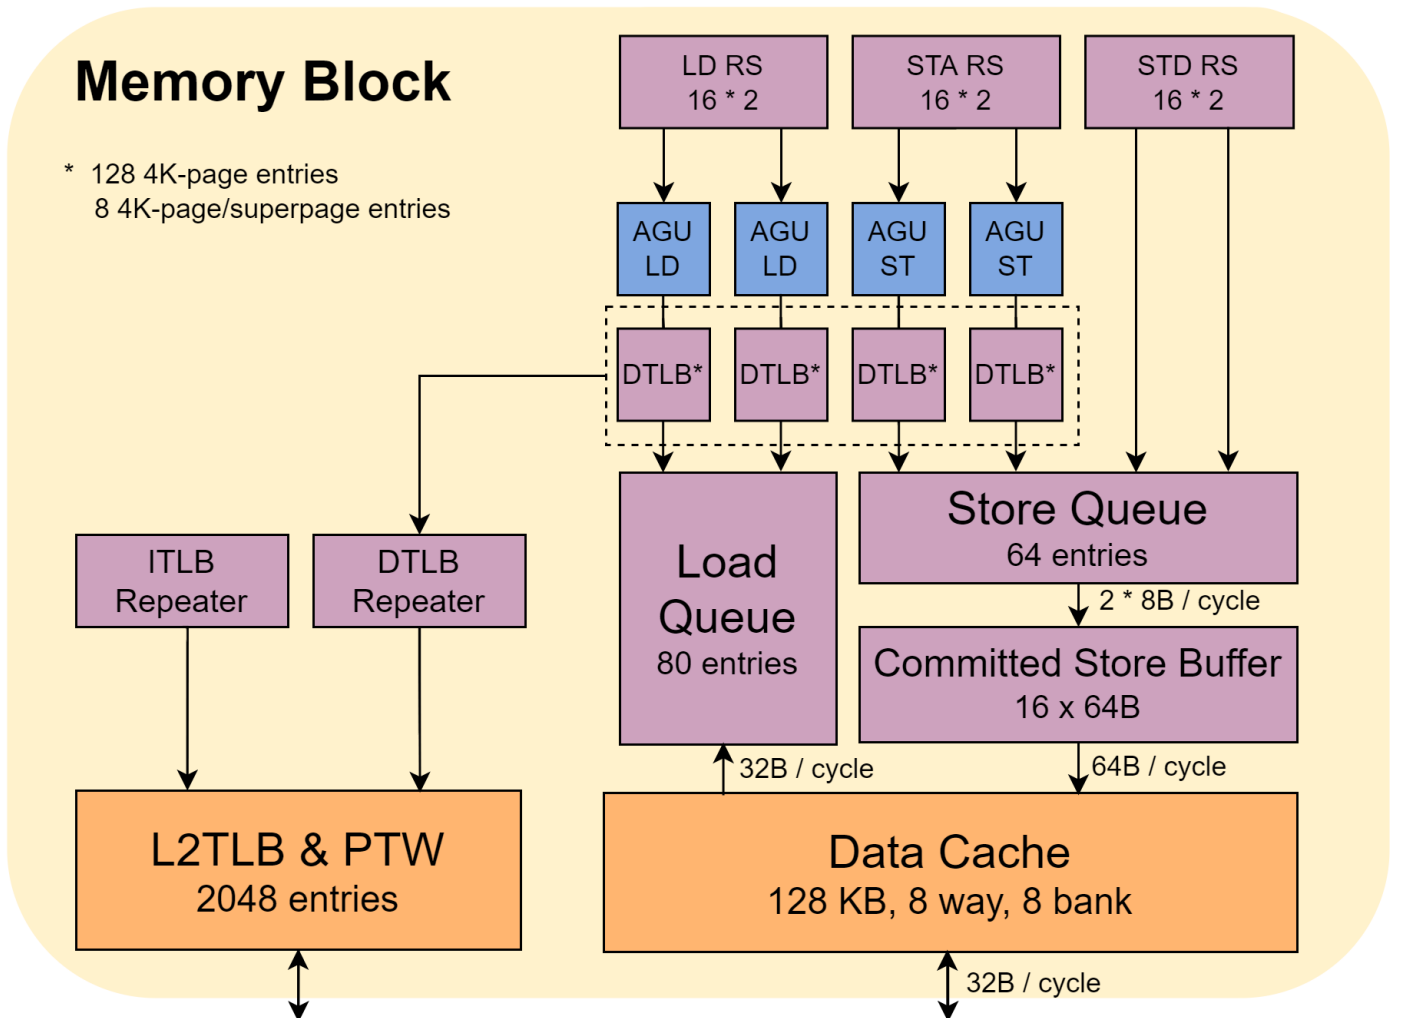 Memory Block
* 128 4K-page entries
8 4K-page/superpage entries
LD RS
16 * 2
STA RS
16 * 2
STD RS
16 * 2
AGU
LD
AGU
LD
AGU
ST
AGU
ST
DTLB*
DTLB*
DTLB*
DTLB*
ITLB
Repeater
DTLB
Repeater
Load
Queue
80 entries
Store Queue
64 entries
2 * 8B / cycle
Committed Store Buffer
16 x 64B
32B / cycle
64B / cycle
L2TLB & PTW
2048 entries
Data Cache
128 KB, 8 way, 8 bank
32B / cycle